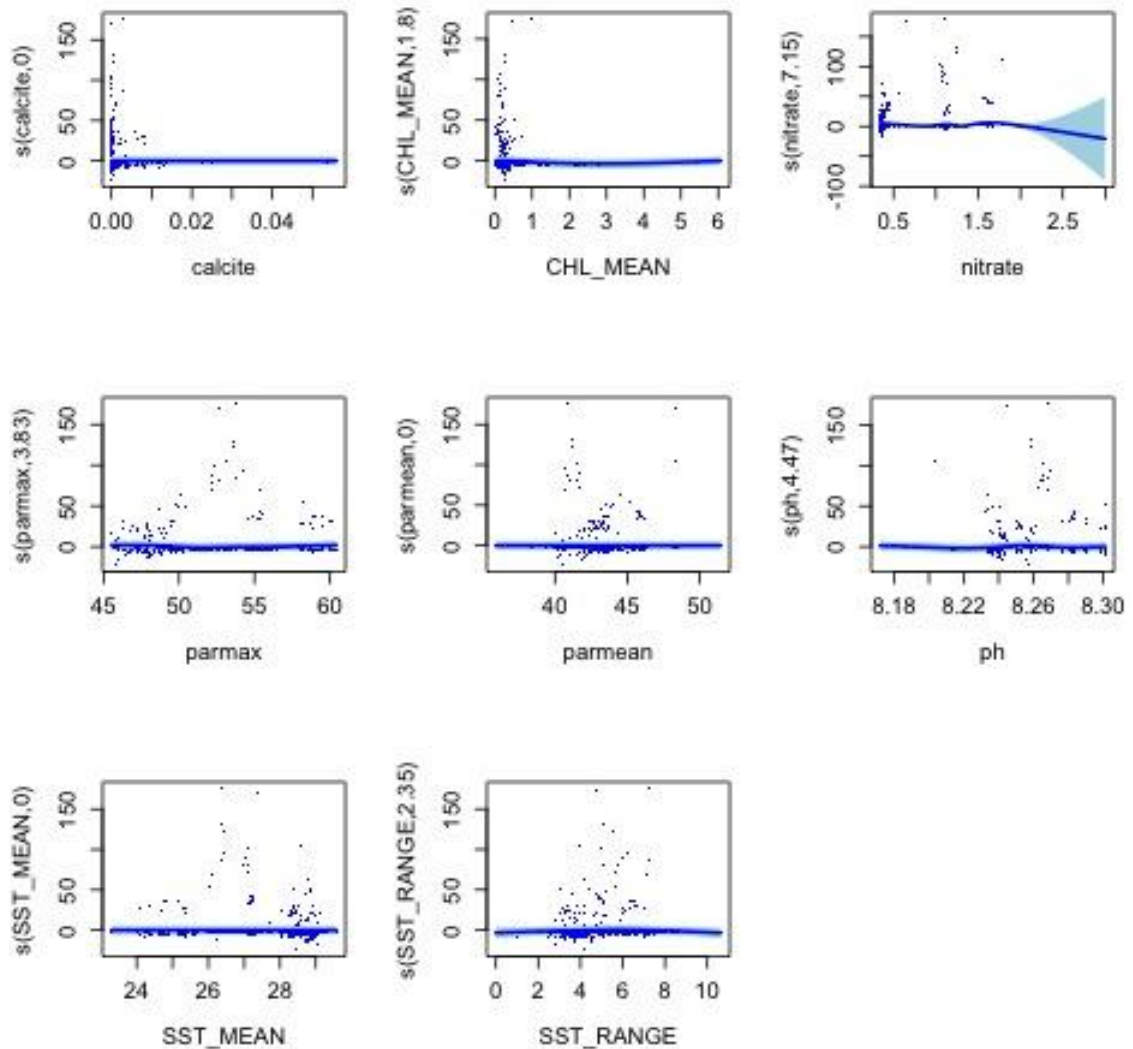 s(calcite,0)
150
50
0
0.00 0.02 0.04
calcite
s(CHL_MEAN,1.8)
150
50
0
0 1 2 3 4 5 6
CHL_MEAN
s(nitrate,7.15)
100
0
-100
0.5 1.5 2.5
nitrate
s(parmax,3.83)
150
50
0
45 50 55 60
parmax
s(parmean,0)
150
50
0
40 45 50
parmean
s(ph,4.47)
150
50
0
8.18 8.22 8.26 8.30
ph
s(SST_MEAN,0)
150
50
0
24 26 28
SST_MEAN
s(SST_RANGE,2.35)
150
50
0
0 2 4 6 8 10
SST_RANGE